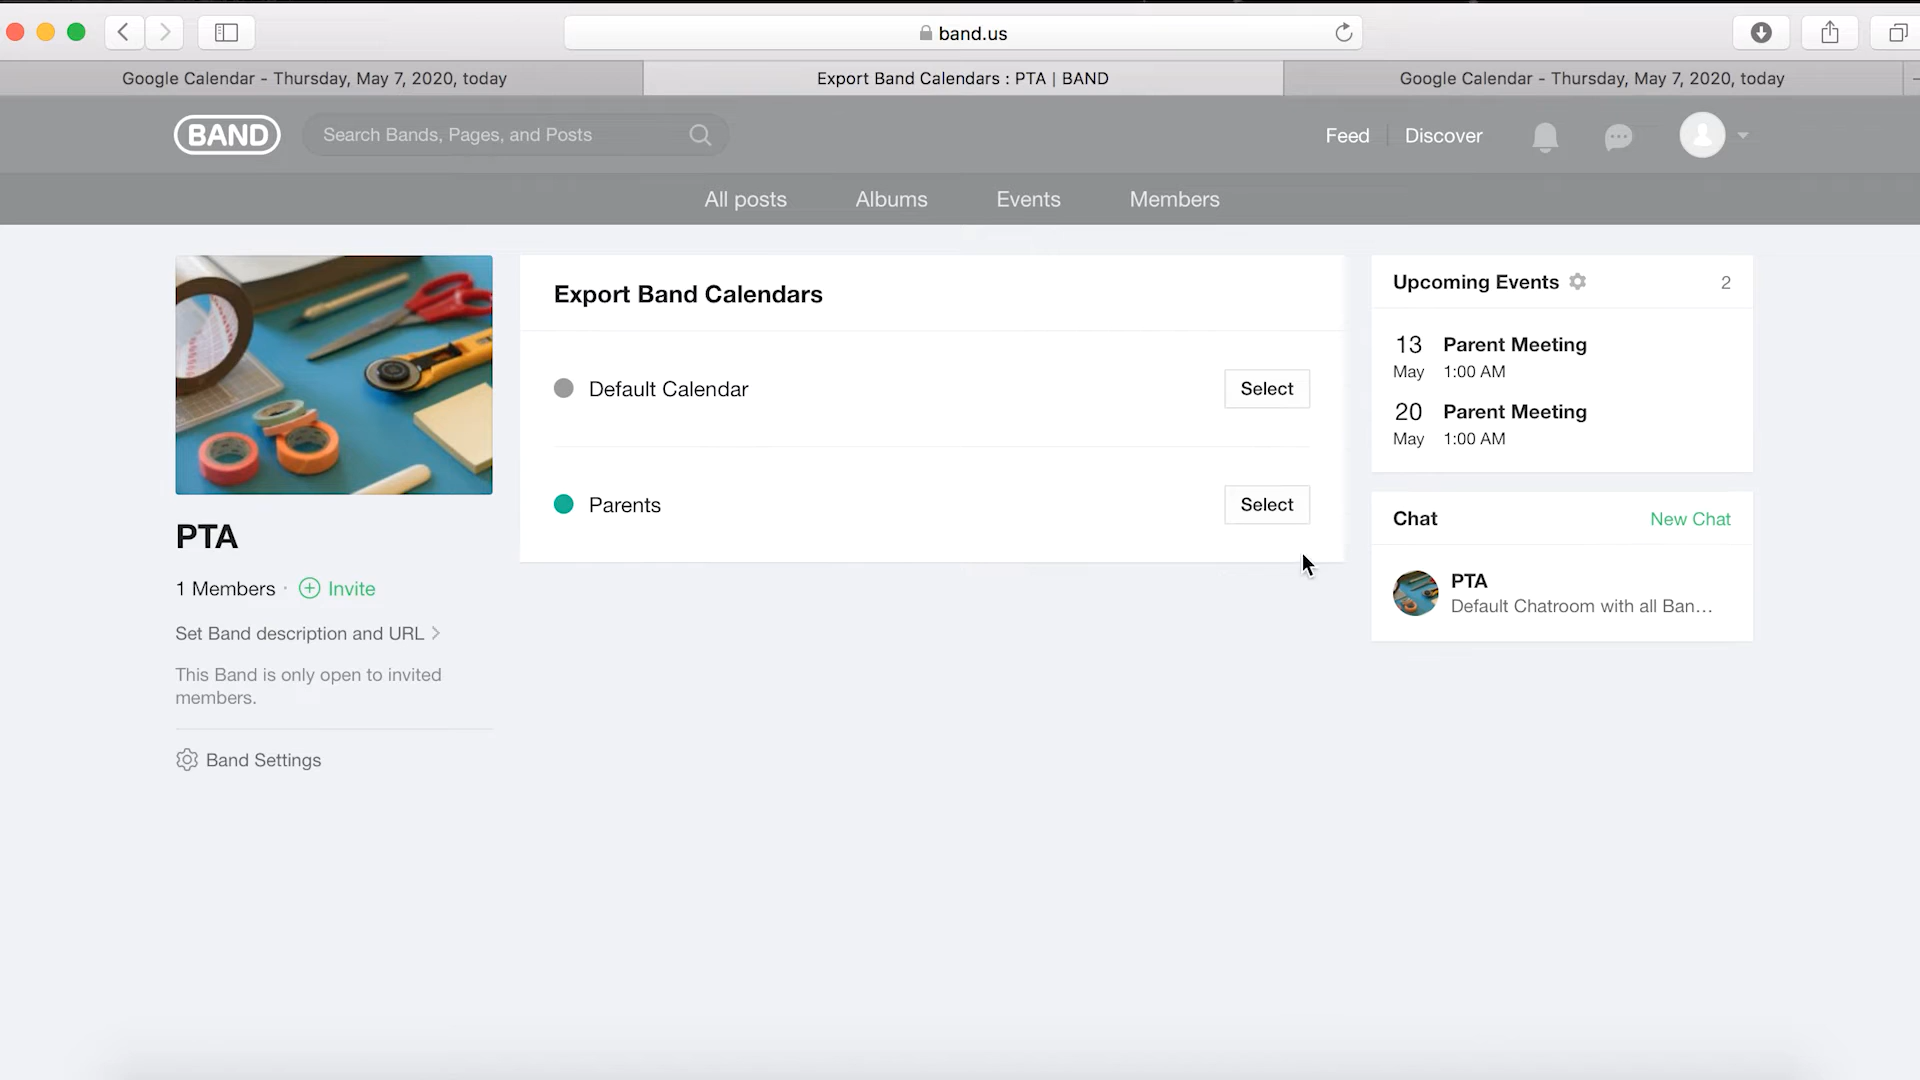 band.us
Google Calendar - Thursday, May 7, 2020, today
Export Band Calendars : PTA | BAND
Google Calendar - Thursday, May 7, 2020, today
BAND
Search Bands, Pages, and Posts
Feed
Discover
All posts
Albums
Events
Members
PTA
1 Members · Invite
Set Band description and URL
This Band is only open to invited
members.
Band Settings
Export Band Calendars
Default Calendar
Select
Parents
Select
Upcoming Events 2
13 Parent Meeting
May 1:00 AM
20 Parent Meeting
May 1:00 AM
Chat New Chat
PTA
Default Chatroom with all Ban...